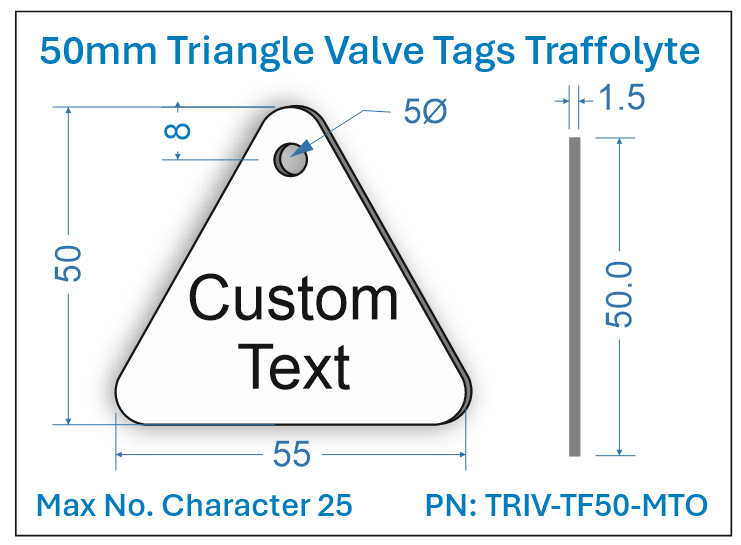 50mm Triangle Valve Tags Traffolyte
1.5
8
5Ø
50
50.0
Custom
Text
55
Max No. Character 25
PN: TRIV-TF50-MTO